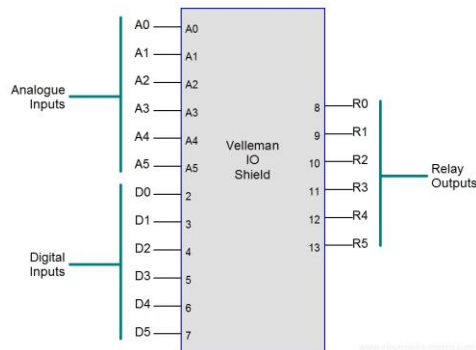 A0 A0
A1 A1
A2 A2
Analogue
Inputs
A3 A3
8 R0
A4 A4
Velleman
IO
Shield
9 R1
A5 A5
10 R2
Relay
Outputs
D0 2
11 R3
D1 3
12 R4
D2 4
13 R5
Digital
Inputs
D3 5
D4 6
D5 7